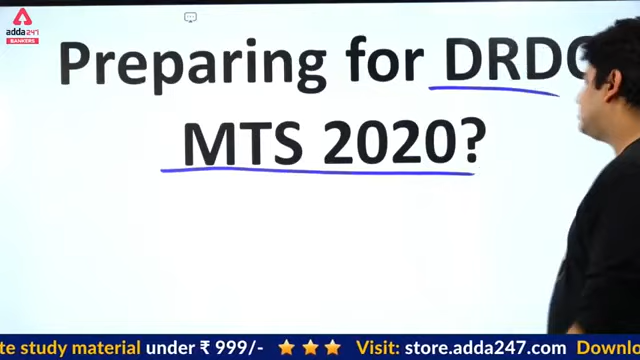 adda247
BANKERS
Preparing for DRDO
MTS 2020?
te study material under ₹ 999/- Visit: store.adda247.com Downlo